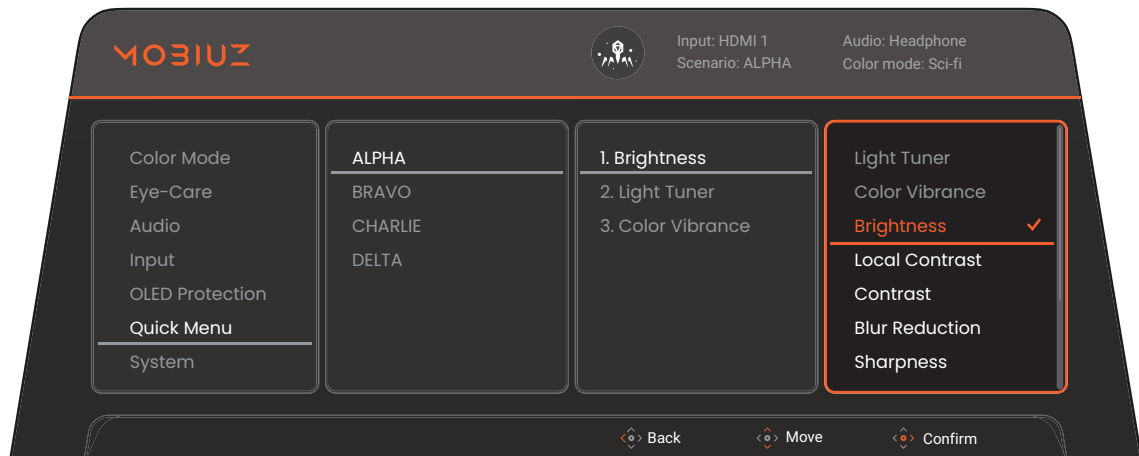 MOBIUZ
Input: HDMI 1
Scenario: ALPHA
Audio: Headphone
Color mode: Sci-fi
Color Mode
Eye-Care
Audio
Input
OLED Protection
Quick Menu
System
ALPHA
BRAVO
CHARLIE
DELTA
1. Brightness
2. Light Tuner
3. Color Vibrance
Light Tuner
Color Vibrance
Brightness
Local Contrast
Contrast
Blur Reduction
Sharpness
Back
Move
Confirm